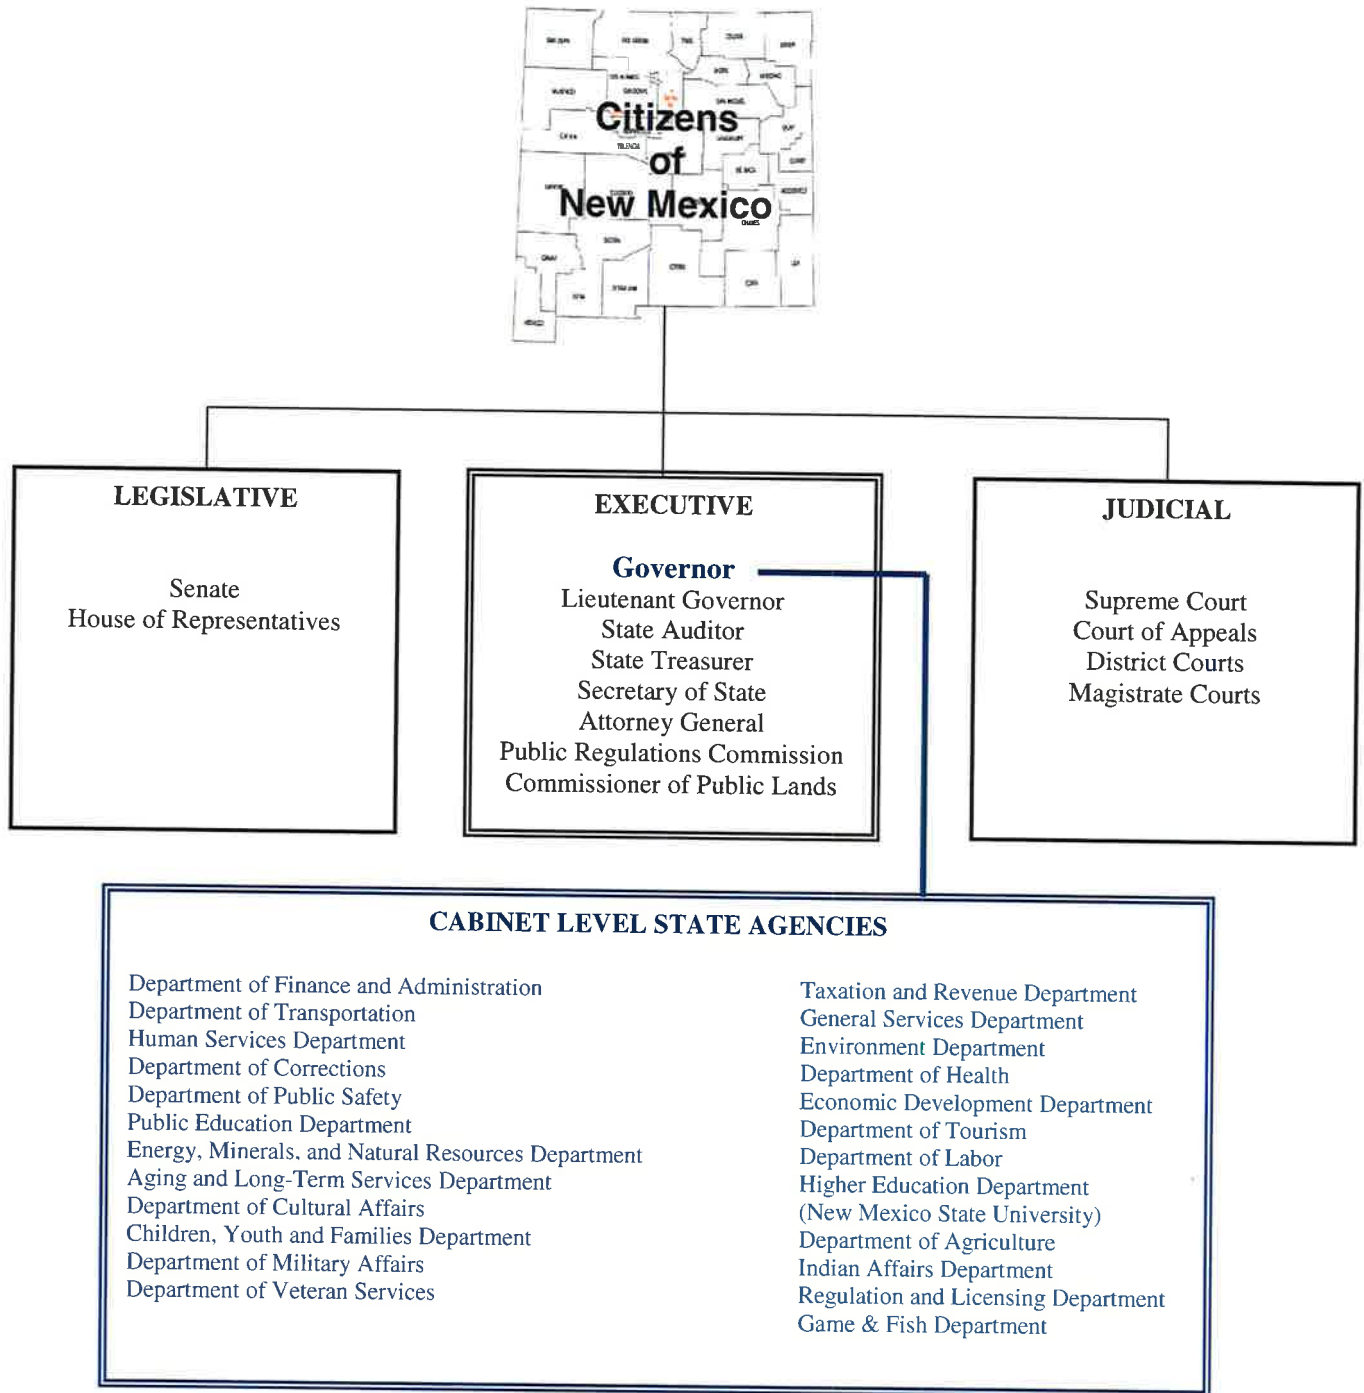 Citizens
of
New Mexico
LEGISLATIVE
Senate
House of Representatives
EXECUTIVE
Governor
Lieutenant Governor
State Auditor
State Treasurer
Secretary of State
Attorney General
Public Regulations Commission
Commissioner of Public Lands
JUDICIAL
Supreme Court
Court of Appeals
District Courts
Magistrate Courts
CABINET LEVEL STATE AGENCIES
Department of Finance and Administration
Department of Transportation
Human Services Department
Department of Corrections
Department of Public Safety
Public Education Department
Energy, Minerals, and Natural Resources Department
Aging and Long-Term Services Department
Department of Cultural Affairs
Children, Youth and Families Department
Department of Military Affairs
Department of Veteran Services
Taxation and Revenue Department
General Services Department
Environment Department
Department of Health
Economic Development Department
Department of Tourism
Department of Labor
Higher Education Department
(New Mexico State University)
Department of Agriculture
Indian Affairs Department
Regulation and Licensing Department
Game & Fish Department